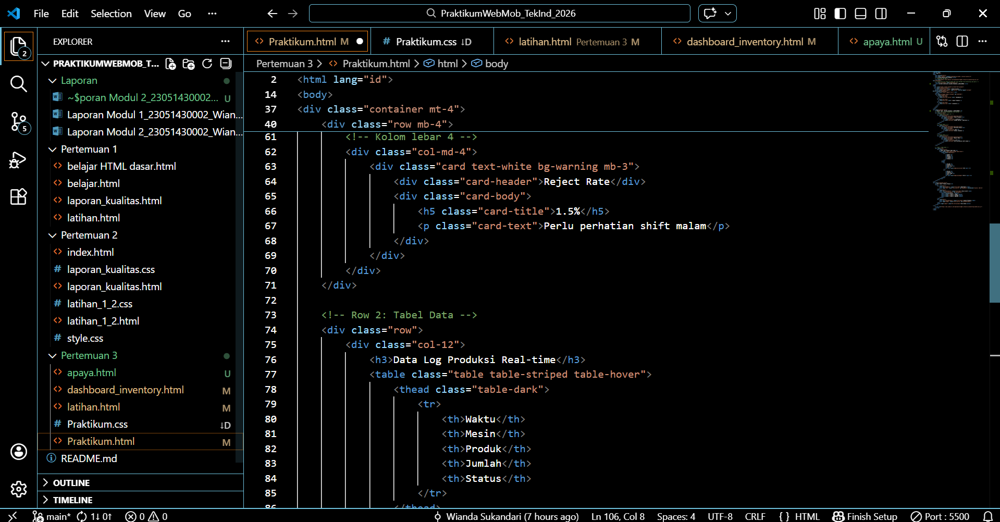 File Edit Selection View Go ··· PraktikumWebMob_TekInd_2026
EXPLORER ···
PRAKTIKUMWEBMOB_T...
Laporan
~$poran Modul 2_23051430002... U
Laporan Modul 1_23051430002_Wian...
Laporan Modul 2_23051430002_Wian...
Pertemuan 1
belajar HTML dasar.html
belajar.html
laporan_kualitas.html
latihan.html
Pertemuan 2
index.html
laporan_kualitas.css
laporan_kualitas.html
latihan_1_2.css
latihan_1_2.html
style.css
Pertemuan 3
apaya.html U
dashboard_inventory.html M
latihan.html M
Praktikum.css ↓D
Praktikum.html M
README.md
OUTLINE
TIMELINE
2
5
Praktikum.html M Praktikum.css ↓D latihan.html Pertemuan 3 M dashboard_inventory.html M apaya.html U ···
Pertemuan 3 > Praktikum.html > html > body
2 <html lang="id">
14 <body>
37 <div class="container mt-4">
40 <div class="row mb-4">
61 <!-- Kolom lebar 4 -->
62 <div class="col-md-4">
63 <div class="card text-white bg-warning mb-3">
64 <div class="card-header">Reject Rate</div>
65 <div class="card-body">
66 <h5 class="card-title">1.5%</h5>
67 <p class="card-text">Perlu perhatian shift malam</p>
68 </div>
69 </div>
70 </div>
71 </div>
72
73 <!-- Row 2: Tabel Data -->
74 <div class="row">
75 <div class="col-12">
76 <h3>Data Log Produksi Real-time</h3>
77 <table class="table table-striped table-hover">
78 <thead class="table-dark">
79 <tr>
80 <th>Waktu</th>
81 <th>Mesin</th>
82 <th>Produk</th>
83 <th>Jumlah</th>
84 <th>Status</th>
85 </tr>
86 </thead>
main* 1↓ 0↑ 0 0 Wianda Sukandari (7 hours ago) Ln 106, Col 8 Spaces: 4 UTF-8 CRLF {} HTML Finish Setup Port : 5500